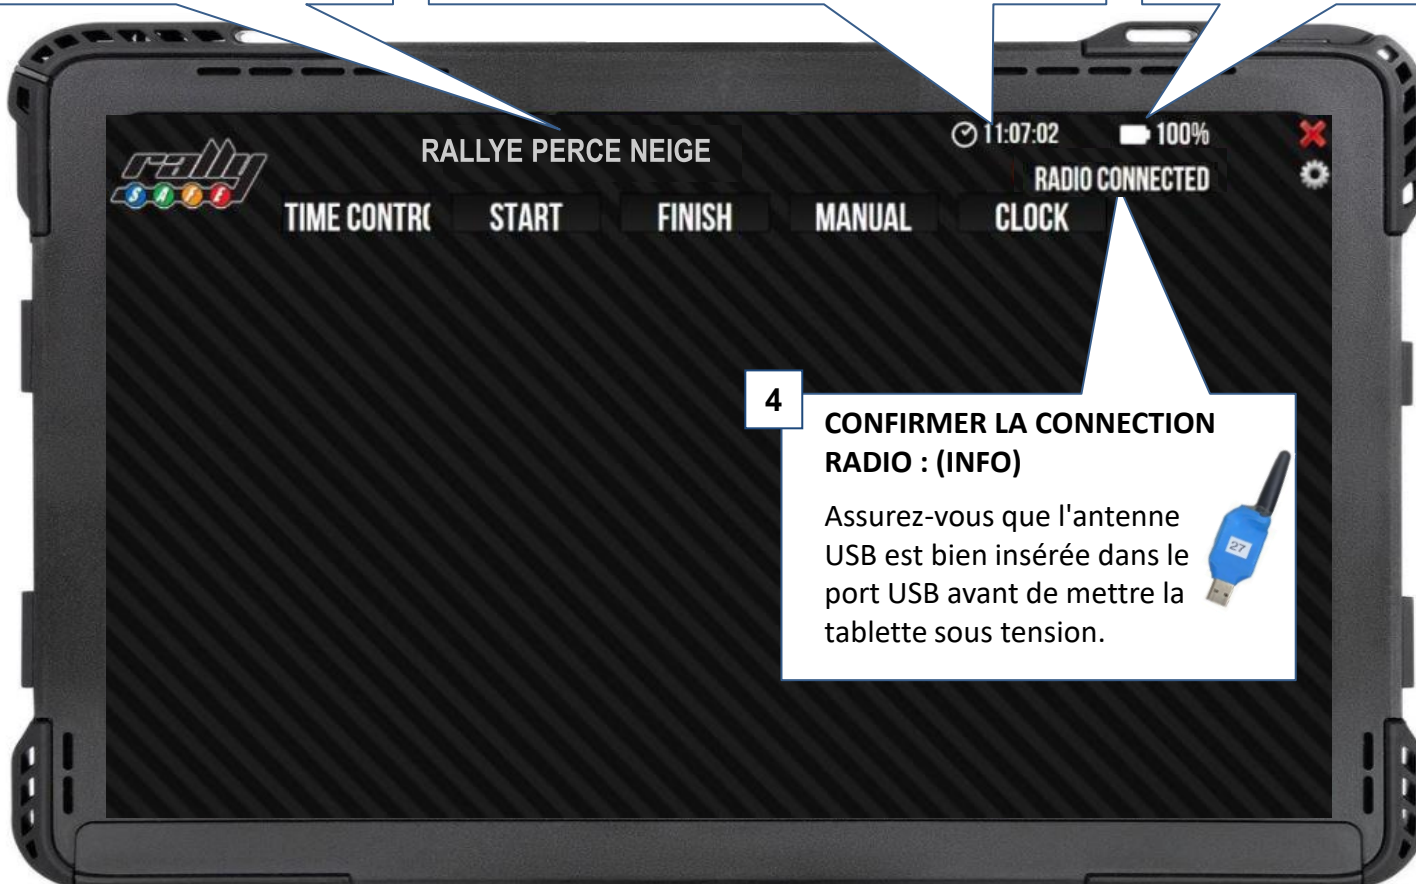 RALLYE PERCE NEIGE
11:07:02
100%
rally
SAFE
RADIO CONNECTED
TIME CONTR(
START
FINISH
MANUAL
CLOCK
4
CONFIRMER LA CONNECTION
RADIO : (INFO)
Assurez-vous que l'antenne
USB est bien insérée dans le
port USB avant de mettre la
tablette sous tension.
27